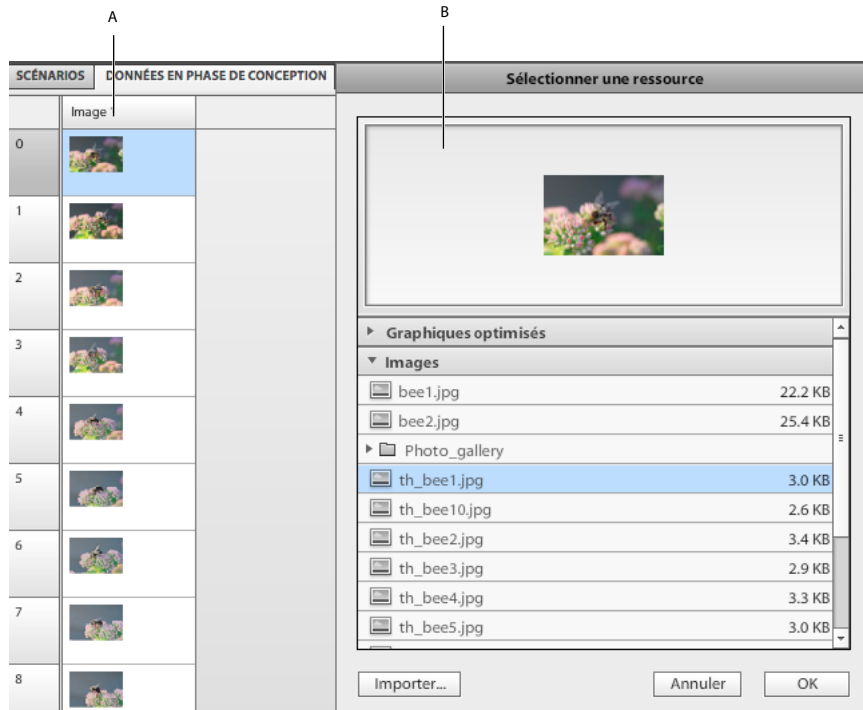 A
B
SCÉNARIOS
DONNÉES EN PHASE DE CONCEPTION
Sélectionner une ressource
Image
0
1
2
3
4
5
6
7
8
Graphiques optimisés
Images
bee1.jpg 22.2 KB
bee2.jpg 25.4 KB
Photo_gallery
th_bee1.jpg 3.0 KB
th_bee10.jpg 2.6 KB
th_bee2.jpg 3.4 KB
th_bee3.jpg 2.9 KB
th_bee4.jpg 3.3 KB
th_bee5.jpg 3.0 KB
Importer...
Annuler
OK